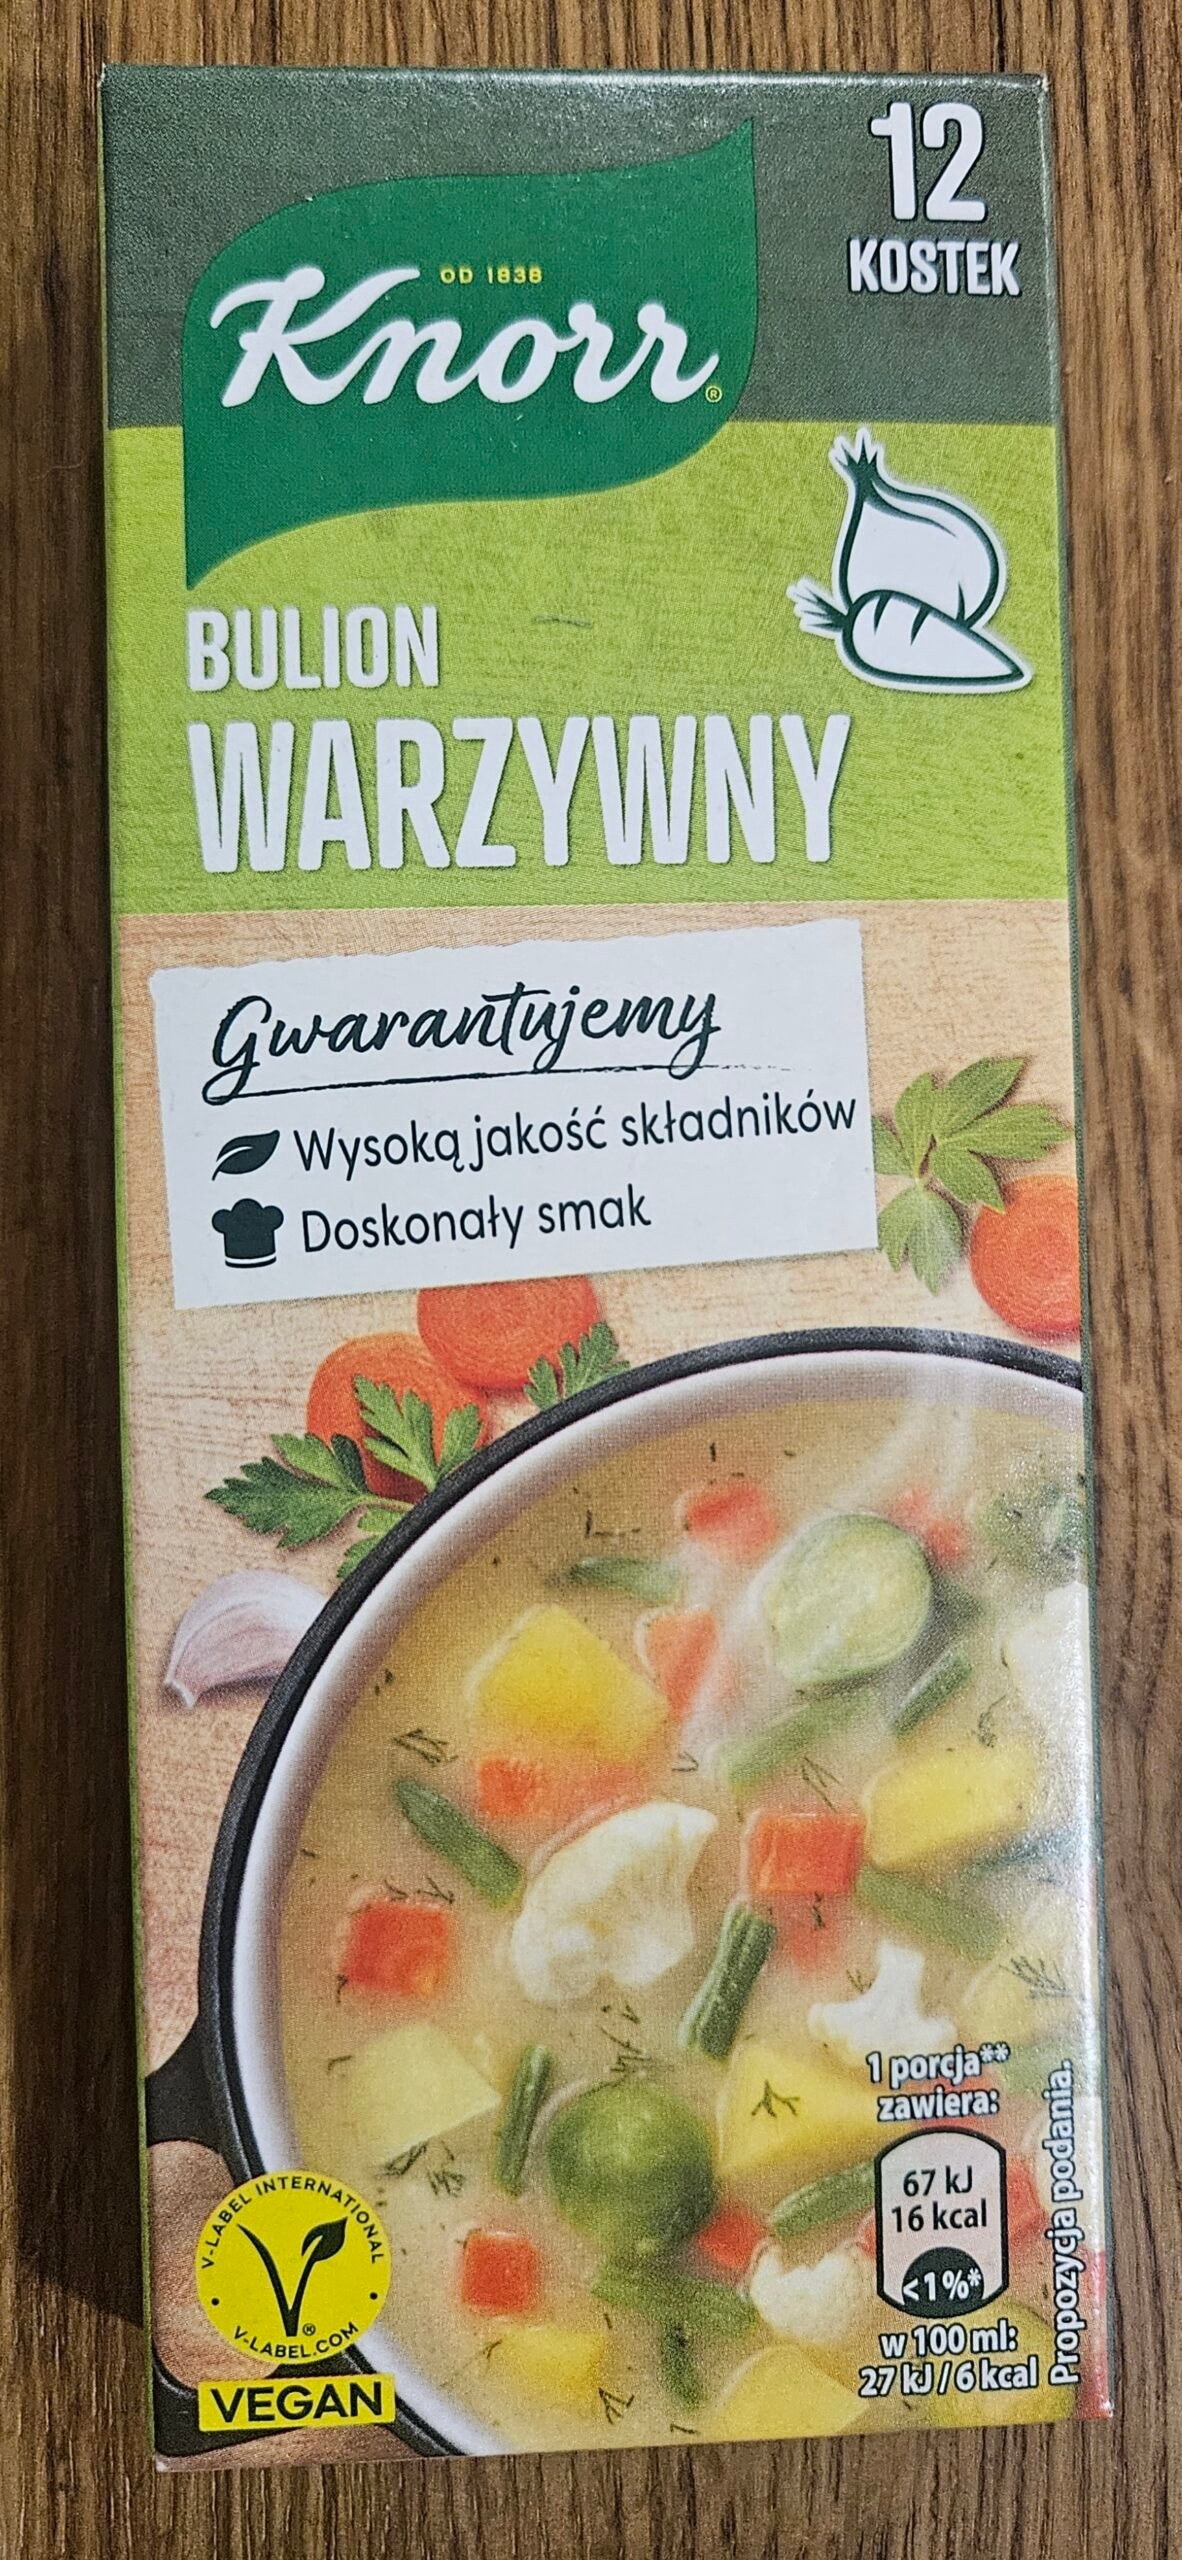 12
KOSTEK
OD 1838
Knorr®
BULION
WARZYWNY
Gwarantujemy
Wysoką jakość składników
Doskonały smak
1 porcja**
zawiera:
67 kJ
16 kcal
<1%*
w 100 ml:
27 kJ / 6 kcal
Propozycja podania.
V-LABEL INTERNATIONAL
®
V-LABEL.COM
VEGAN